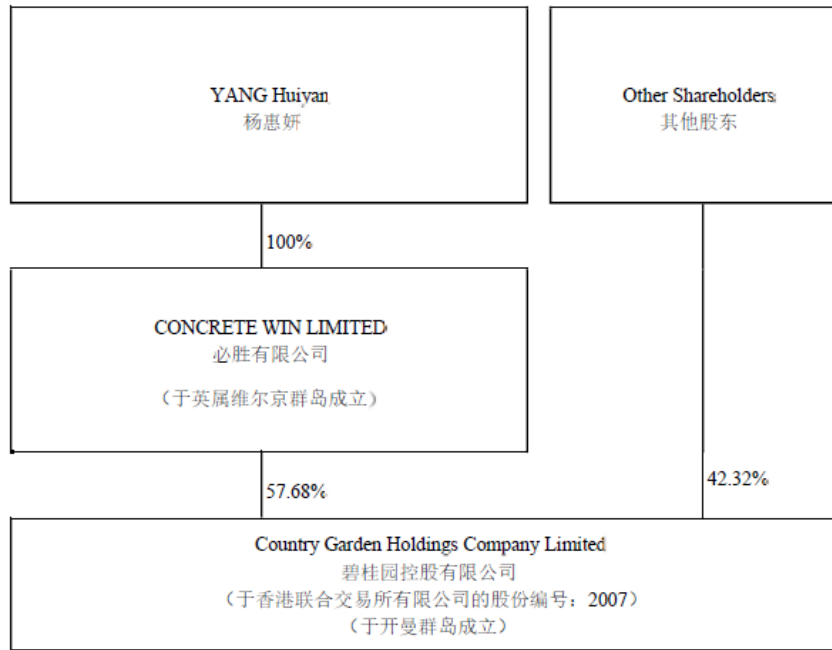 YANG Huiyan
杨惠妍
Other Shareholders
其他股东
100%
CONCRETE WIN LIMITED
必胜有限公司
（于英属维尔京群岛成立）
57.68%
42.32%
Country Garden Holdings Company Limited
碧桂园控股有限公司
（于香港联合交易所有限公司的股份编号：2007）
（于开曼群岛成立）